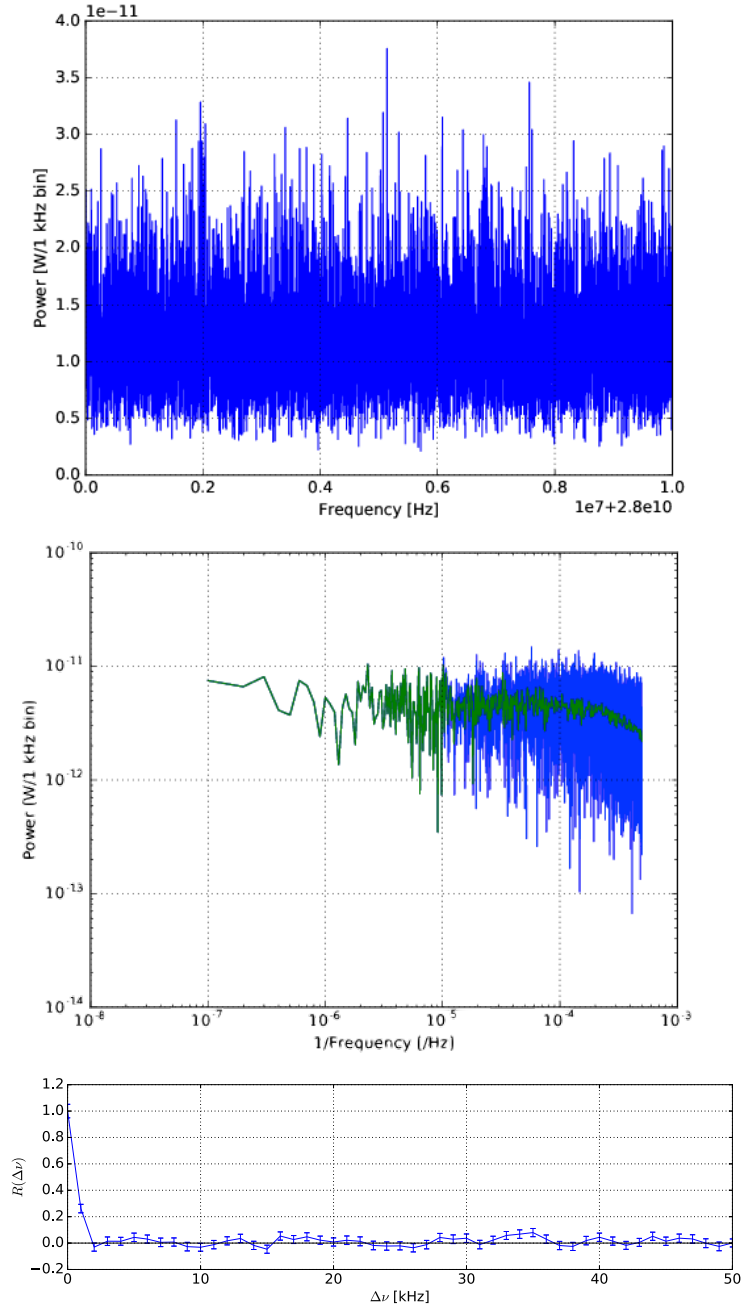 1e−11
4.0
3.5
3.0
2.5
2.0
1.5
1.0
0.5
0.0
Power [W/1 kHz bin]
0.0 0.2 0.4 0.6 0.8 1.0
Frequency [Hz]
1e7+2.8e10
10^-10
10^-11
10^-12
10^-13
10^-14
Power (W/1 kHz bin)
10^-8 10^-7 10^-6 10^-5 10^-4 10^-3
1/Frequency (/Hz)
1.2
1.0
0.8
0.6
0.4
0.2
0.0
−0.2
R(Δν)
0 10 20 30 40 50
Δν [kHz]